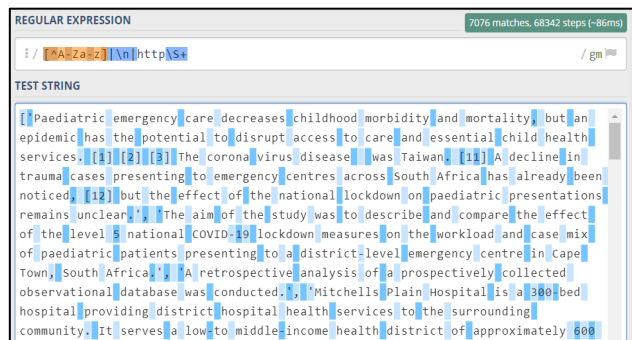 REGULAR EXPRESSION
7076 matches, 68342 steps (~86ms)
/ [^A-Za-z]|\n|http\S+ / gm
TEST STRING
['Paediatric emergency care decreases childhood morbidity and mortality, but an
epidemic has the potential to disrupt access to care and essential child health
services. [1] [2] [3] The corona virus disease  was Taiwan. [11] A decline in
trauma cases presenting to emergency centres across South Africa has already been
noticed, [12] but the effect of the national lockdown on paediatric presentations
remains unclear.', 'The aim of the study was to describe and compare the effect
of the level 5 national COVID-19 lockdown measures on the workload and case mix
of paediatric patients presenting to a district-level emergency centre in Cape
Town, South Africa.', 'A retrospective analysis of a prospectively collected
observational database was conducted.', 'Mitchells Plain Hospital is a 300-bed
hospital providing district hospital health services to the surrounding
community. It serves a low-to middle-income health district of approximately 600